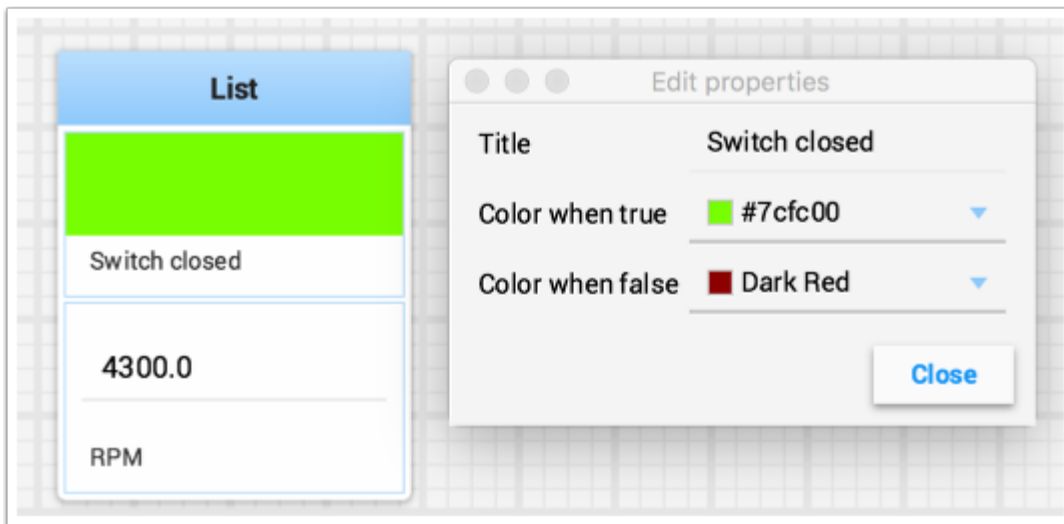 List
Switch closed
4300.0
RPM
Edit properties
Title Switch closed
Color when true #7cfc00
Color when false Dark Red
Close